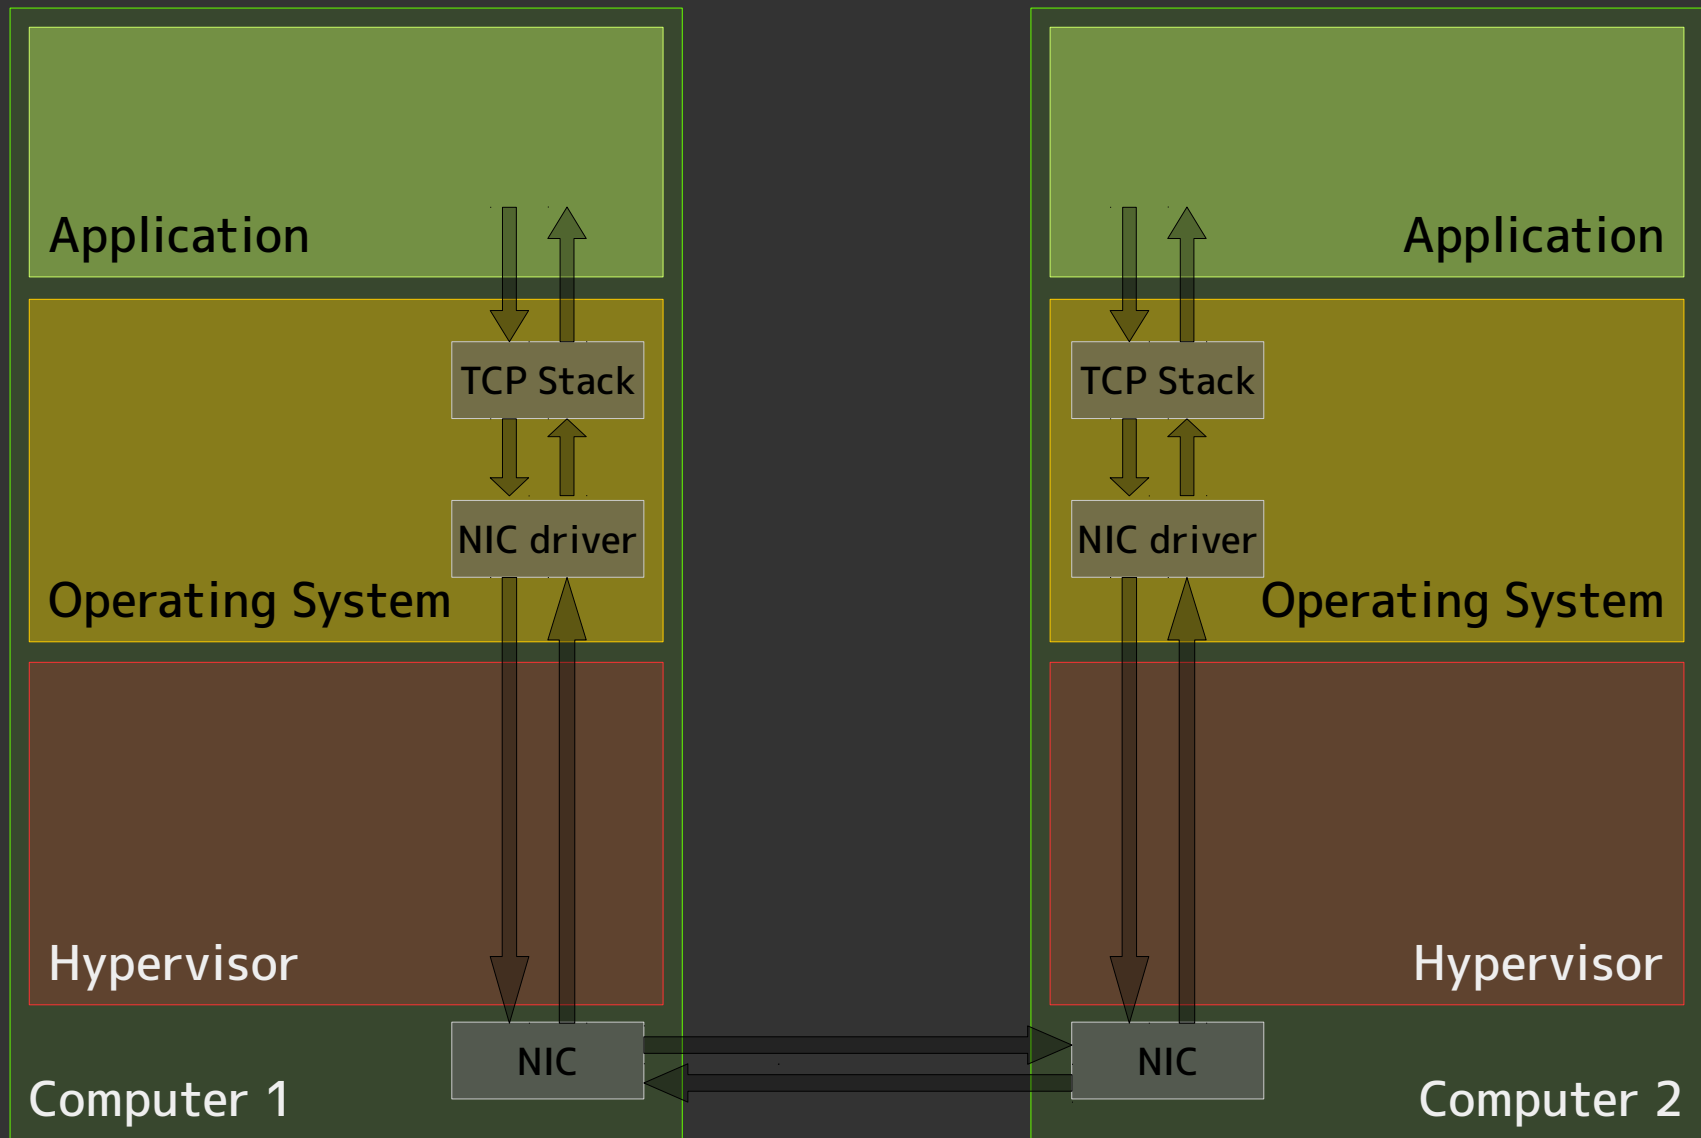 Application
TCP Stack
NIC driver
Operating System
Hypervisor
NIC
Computer 1
Application
TCP Stack
NIC driver
Operating System
Hypervisor
NIC
Computer 2